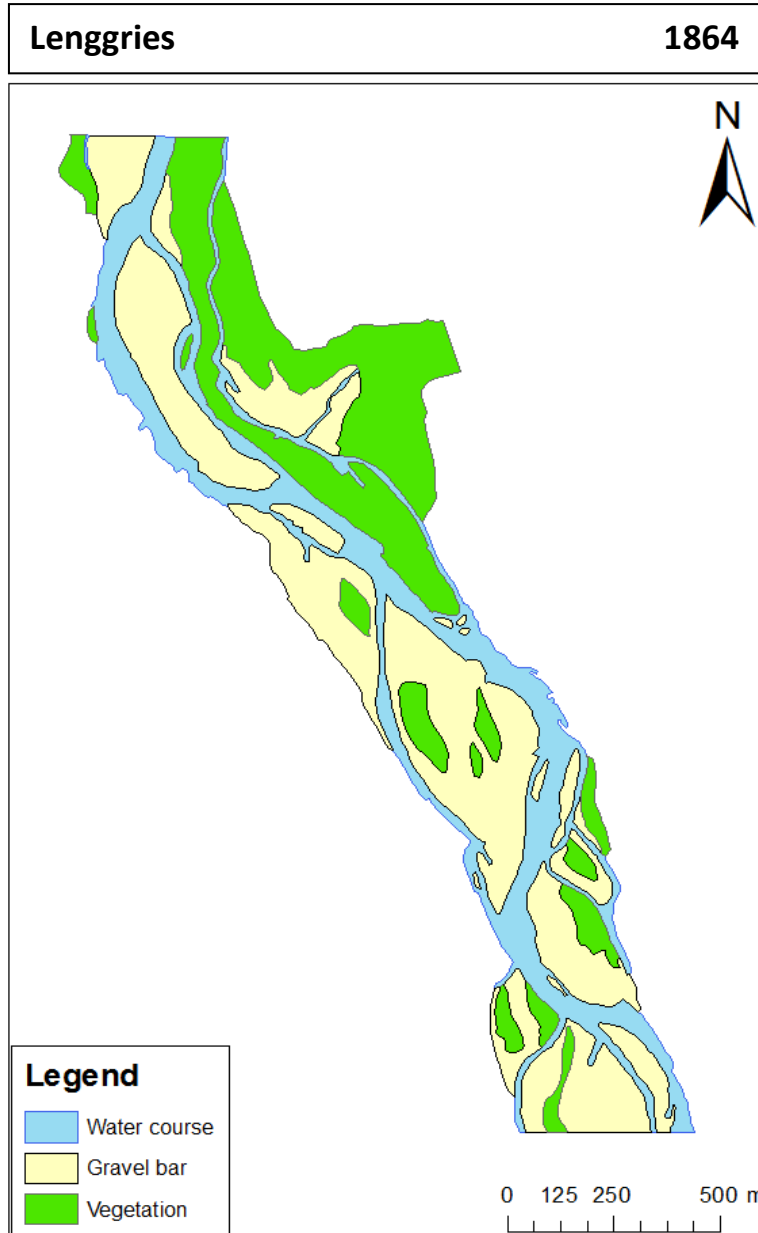 Lenggries 1864
N
Legend
Water course
Gravel bar
Vegetation
0 125 250 500 m